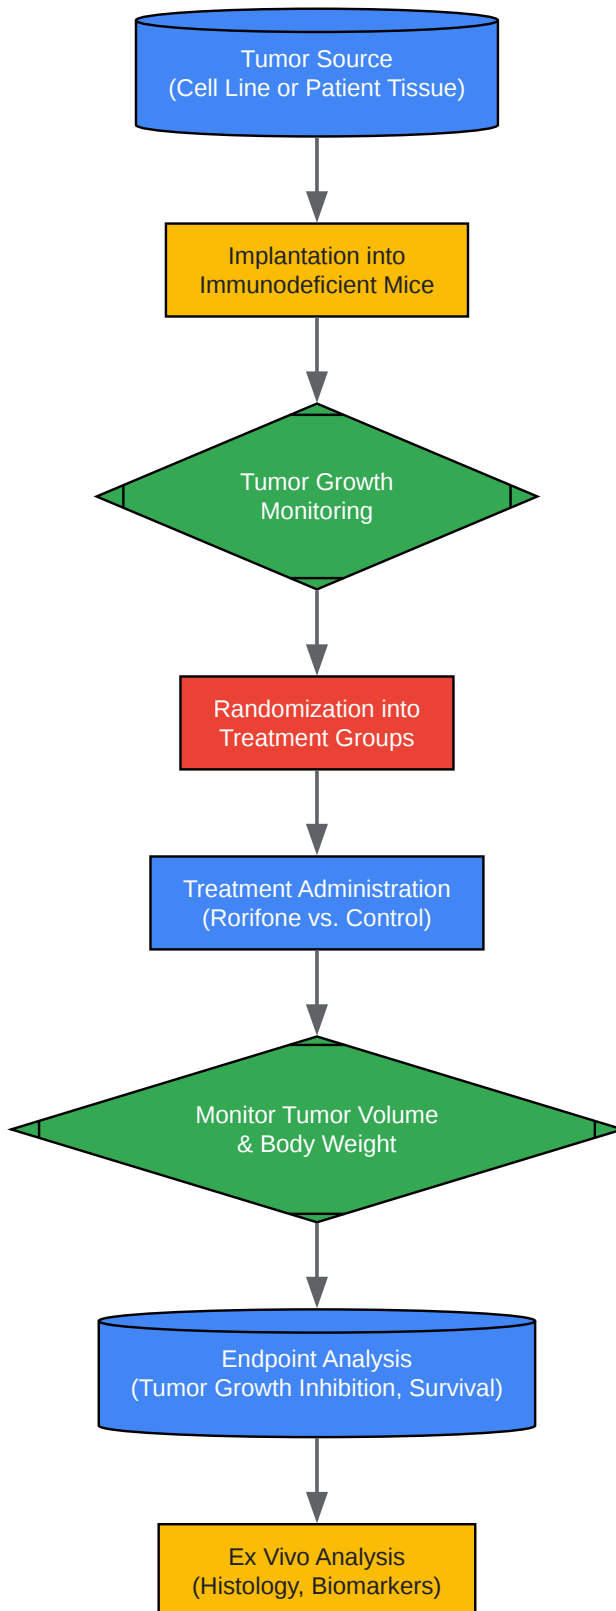 Tumor Source
(Cell Line or Patient Tissue)
Implantation into
Immunodeficient Mice
Tumor Growth
Monitoring
Randomization into
Treatment Groups
Treatment Administration
(Rorifone vs. Control)
Monitor Tumor Volume
& Body Weight
Endpoint Analysis
(Tumor Growth Inhibition, Survival)
Ex Vivo Analysis
(Histology, Biomarkers)